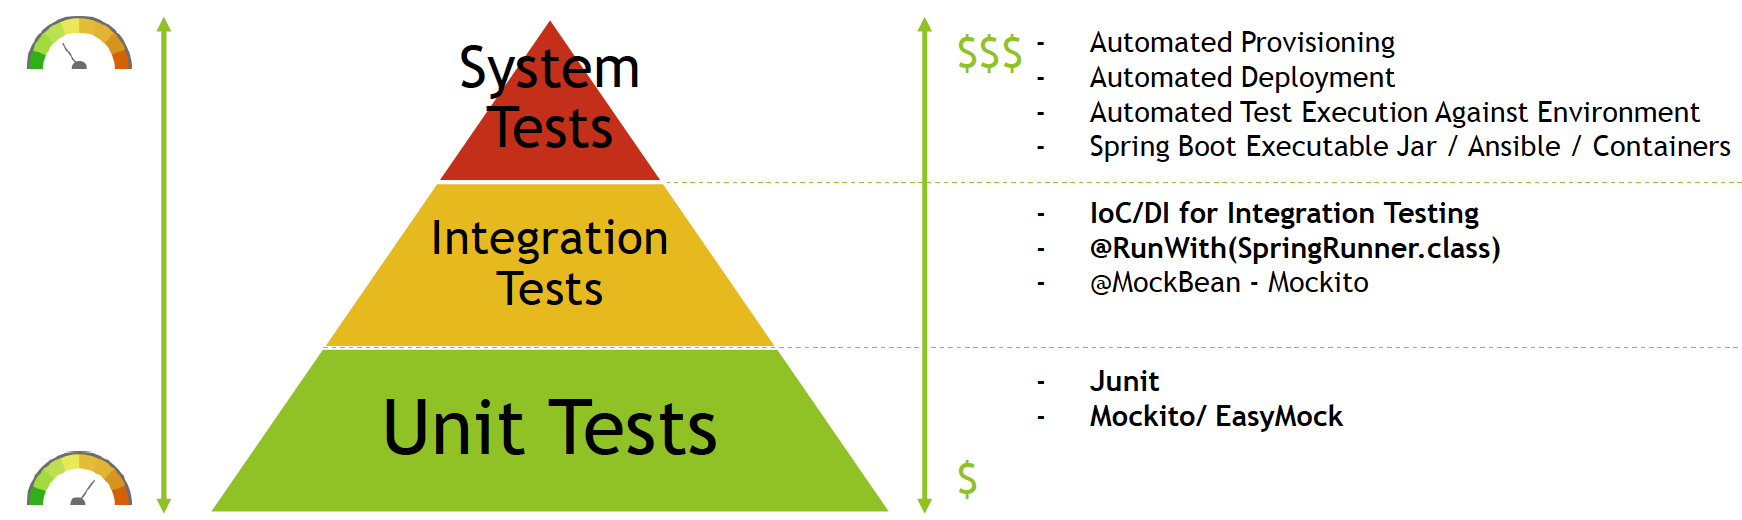 System
Tests
Integration
Tests
Unit Tests
$$$
- Automated Provisioning
- Automated Deployment
- Automated Test Execution Against Environment
- Spring Boot Executable Jar / Ansible / Containers
- IoC/DI for Integration Testing
- @RunWith(SpringRunner.class)
- @MockBean - Mockito
- Junit
- Mockito/ EasyMock
$